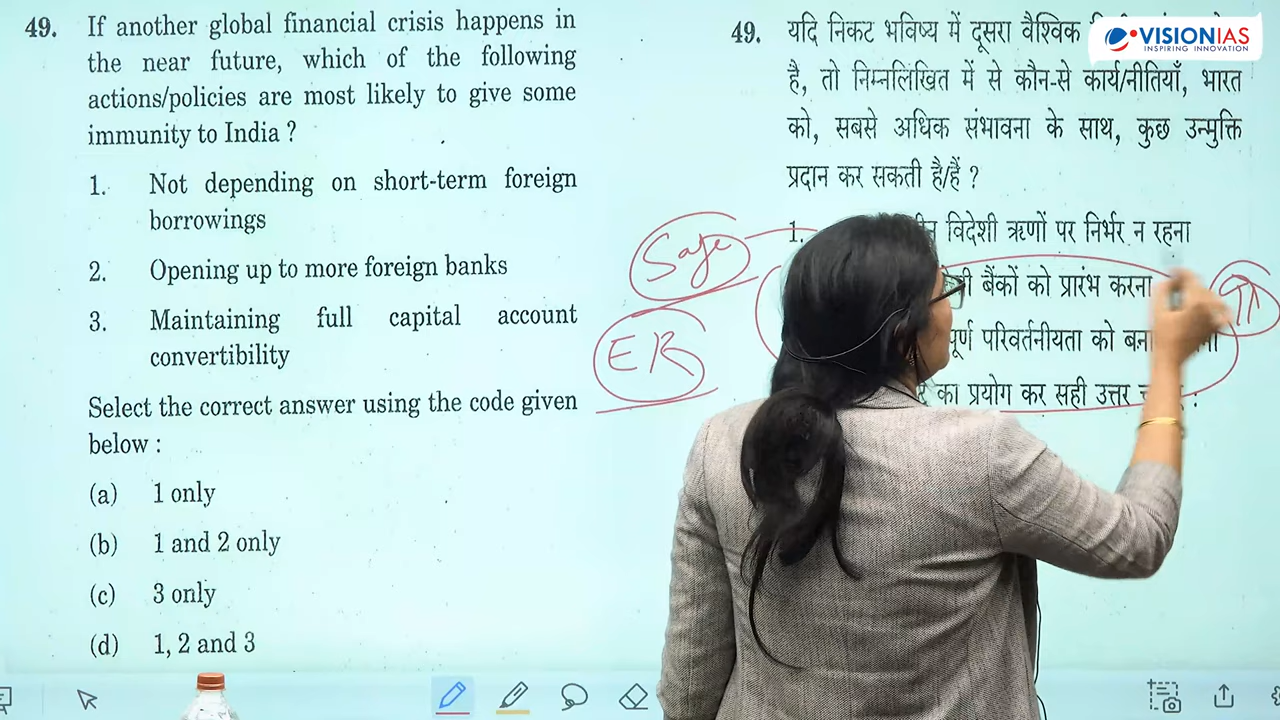 49. If another global financial crisis happens in
the near future, which of the following
actions/policies are most likely to give some
immunity to India ?
1. Not depending on short-term foreign
borrowings
2. Opening up to more foreign banks
3. Maintaining full capital account
convertibility
Select the correct answer using the code given
below :
(a) 1 only
(b) 1 and 2 only
(c) 3 only
(d) 1, 2 and 3
49. यदि निकट भविष्य में दूसरा वैश्विक
है, तो निम्नलिखित में से कौन-से कार्य/नीतियाँ, भारत
को, सबसे अधिक संभावना के साथ, कुछ उन्मुक्ति
प्रदान कर सकती है/हैं ?
1. विदेशी ऋणों पर निर्भर न रहना
बैंकों को प्रारंभ करना
परिवर्तनीयता को
का प्रयोग कर सही उत्तर
Safe
ER
VISIONIAS
INSPIRING INNOVATION